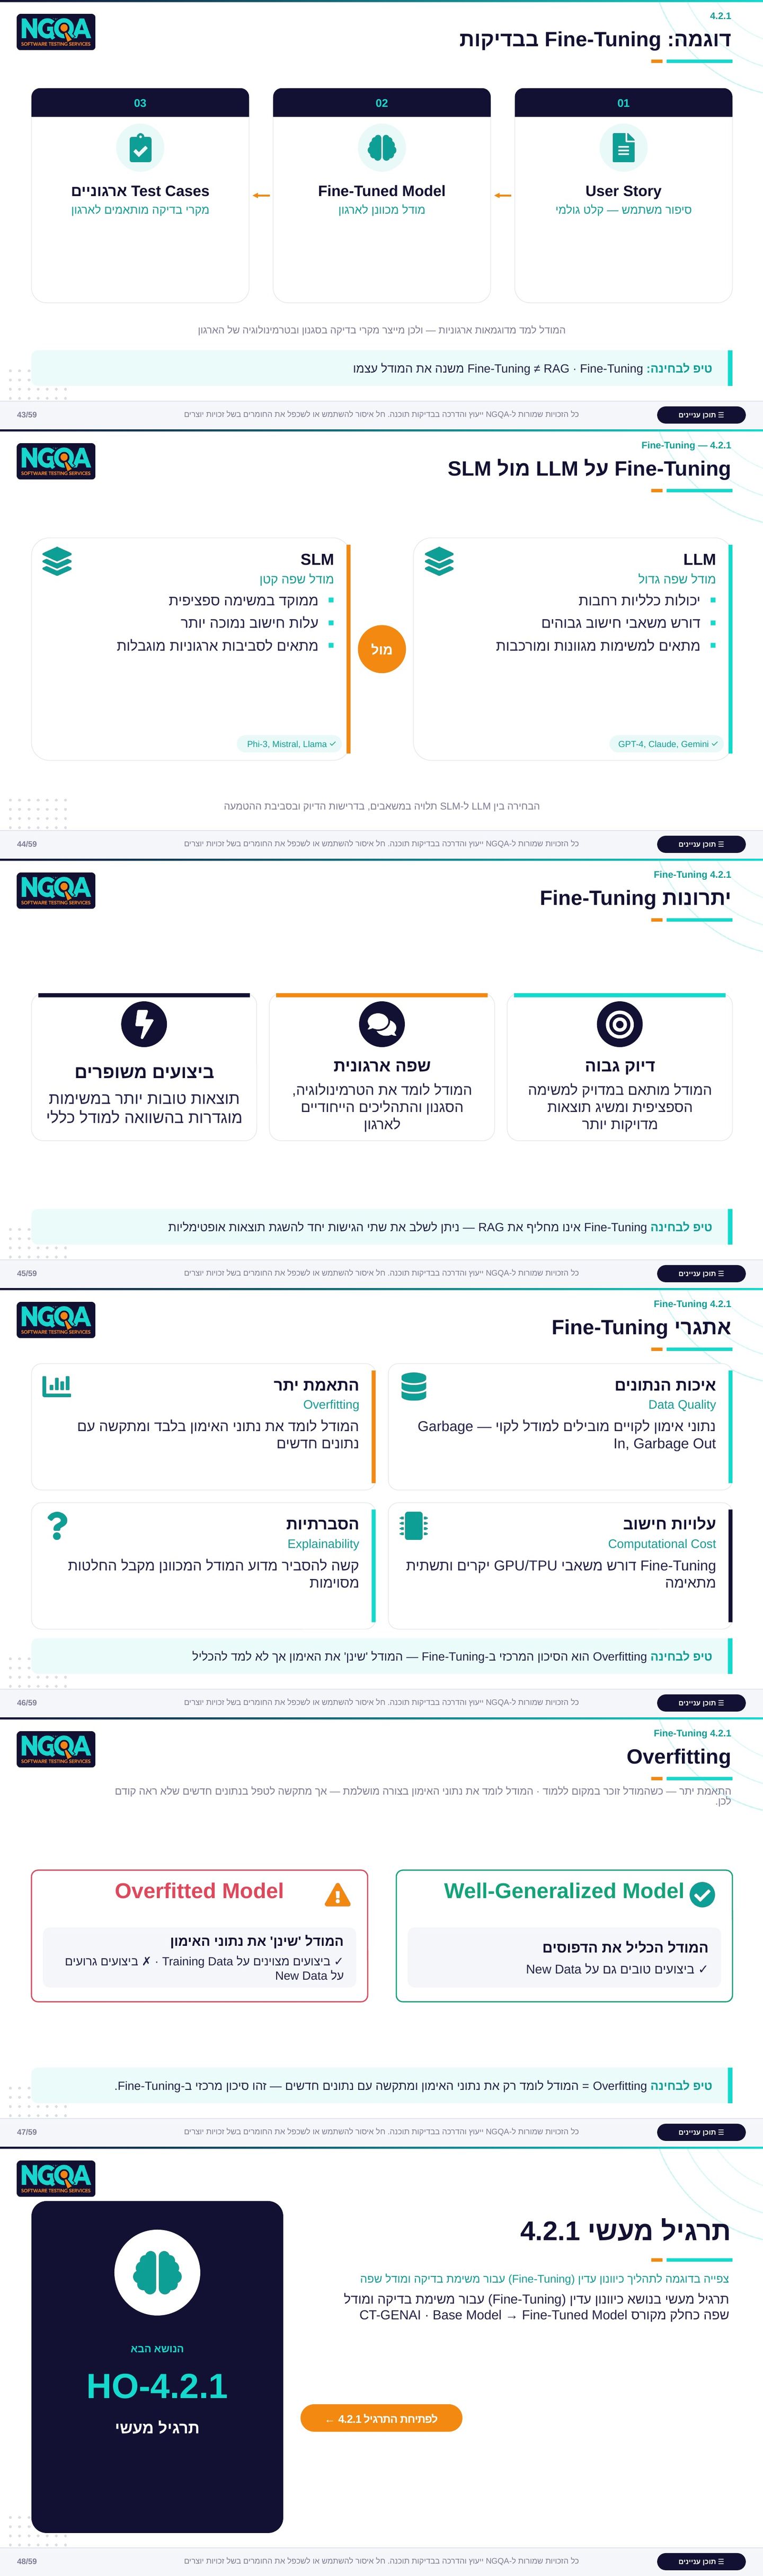 NGQA
SOFTWARE TESTING SERVICES
4.2.1
דוגמה: Fine-Tuning בבדיקות
01
User Story
סיפור משתמש — קלט גולמי
02
Fine-Tuned Model
מודל מכוונן לארגון
03
Test Cases ארגוניים
מקרי בדיקה מותאמים לארגון
המודל למד מדוגמאות ארגוניות — ולכן מייצר מקרי בדיקה בסגנון ובטרמינולוגיה של הארגון
טיפ לבחינה: Fine-Tuning ≠ RAG · Fine-Tuning משנה את המודל עצמו
☰ תוכן עניינים
כל הזכויות שמורות ל-NGQA ייעוץ והדרכה בבדיקות תוכנה. חל איסור להשתמש או לשכפל את החומרים בשל זכויות יוצרים
43/59
NGQA
SOFTWARE TESTING SERVICES
Fine-Tuning — 4.2.1
Fine-Tuning על LLM מול SLM
LLM
מודל שפה גדול
▪ יכולות כלליות רחבות
▪ דורש משאבי חישוב גבוהים
▪ מתאים למשימות מגוונות ומורכבות
✓ GPT-4, Claude, Gemini
מול
SLM
מודל שפה קטן
▪ ממוקד במשימה ספציפית
▪ עלות חישוב נמוכה יותר
▪ מתאים לסביבות ארגוניות מוגבלות
✓ Phi-3, Mistral, Llama
הבחירה בין LLM ל-SLM תלויה במשאבים, בדרישות הדיוק ובסביבת ההטמעה
☰ תוכן עניינים
כל הזכויות שמורות ל-NGQA ייעוץ והדרכה בבדיקות תוכנה. חל איסור להשתמש או לשכפל את החומרים בשל זכויות יוצרים
44/59
NGQA
SOFTWARE TESTING SERVICES
Fine-Tuning 4.2.1
יתרונות Fine-Tuning
דיוק גבוה
המודל מותאם במדויק למשימה
הספציפית ומשיג תוצאות
מדויקות יותר
שפה ארגונית
המודל לומד את הטרמינולוגיה,
הסגנון והתהליכים הייחודיים
לארגון
ביצועים משופרים
תוצאות טובות יותר במשימות
מוגדרות בהשוואה למודל כללי
טיפ לבחינה Fine-Tuning אינו מחליף את RAG — ניתן לשלב את שתי הגישות יחד להשגת תוצאות אופטימליות
☰ תוכן עניינים
כל הזכויות שמורות ל-NGQA ייעוץ והדרכה בבדיקות תוכנה. חל איסור להשתמש או לשכפל את החומרים בשל זכויות יוצרים
45/59
NGQA
SOFTWARE TESTING SERVICES
Fine-Tuning 4.2.1
אתגרי Fine-Tuning
איכות הנתונים
Data Quality
נתוני אימון לקויים מובילים למודל לקוי — Garbage
In, Garbage Out
התאמת יתר
Overfitting
המודל לומד את נתוני האימון בלבד ומתקשה עם
נתונים חדשים
עלויות חישוב
Computational Cost
Fine-Tuning דורש משאבי GPU/TPU יקרים ותשתית
מתאימה
הסברתיות
Explainability
קשה להסביר מדוע המודל המכוונן מקבל החלטות
מסוימות
טיפ לבחינה Overfitting הוא הסיכון המרכזי ב-Fine-Tuning — המודל 'שינן' את האימון אך לא למד להכליל
☰ תוכן עניינים
כל הזכויות שמורות ל-NGQA ייעוץ והדרכה בבדיקות תוכנה. חל איסור להשתמש או לשכפל את החומרים בשל זכויות יוצרים
46/59
NGQA
SOFTWARE TESTING SERVICES
Fine-Tuning 4.2.1
Overfitting
התאמת יתר — כשהמודל זוכר במקום ללמוד · המודל לומד את נתוני האימון בצורה מושלמת — אך מתקשה לטפל בנתונים חדשים שלא ראה קודם
לכן.
Well-Generalized Model
המודל הכליל את הדפוסים
✓ ביצועים טובים גם על New Data
Overfitted Model
המודל 'שינן' את נתוני האימון
✓ ביצועים מצוינים על Training Data · ✗ ביצועים גרועים
על New Data
טיפ לבחינה Overfitting = המודל לומד רק את נתוני האימון ומתקשה עם נתונים חדשים — זהו סיכון מרכזי ב-Fine-Tuning.
☰ תוכן עניינים
כל הזכויות שמורות ל-NGQA ייעוץ והדרכה בבדיקות תוכנה. חל איסור להשתמש או לשכפל את החומרים בשל זכויות יוצרים
47/59
NGQA
SOFTWARE TESTING SERVICES
תרגיל מעשי 4.2.1
צפייה בדוגמה לתהליך כיוונון עדין (Fine-Tuning) עבור משימת בדיקה ומודל שפה
תרגיל מעשי בנושא כיוונון עדין (Fine-Tuning) עבור משימת בדיקה ומודל
שפה כחלק מקורס CT-GENAI · Base Model → Fine-Tuned Model
לפתיחת התרגיל 4.2.1 ←
הנושא הבא
HO-4.2.1
תרגיל מעשי
☰ תוכן עניינים
כל הזכויות שמורות ל-NGQA ייעוץ והדרכה בבדיקות תוכנה. חל איסור להשתמש או לשכפל את החומרים בשל זכויות יוצרים
48/59